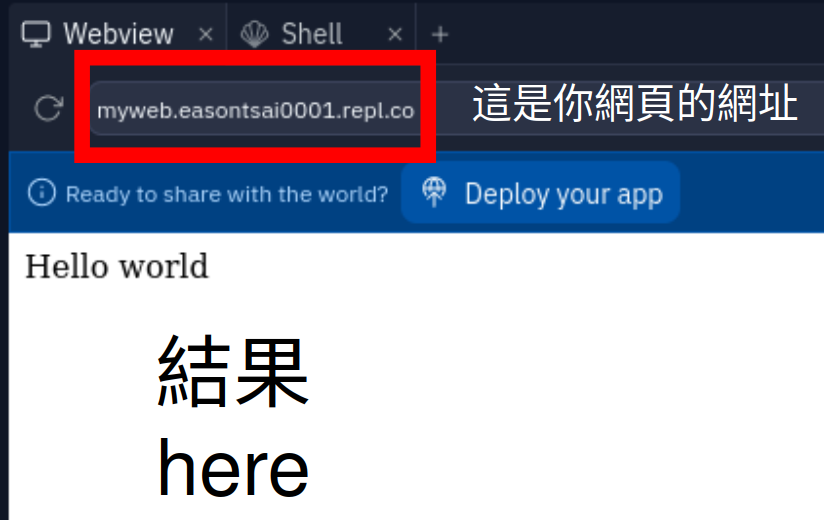 Webview
Shell
myweb.easontsai0001.repl.co
這是你網頁的網址
Ready to share with the world?
Deploy your app
Hello world
結果
here